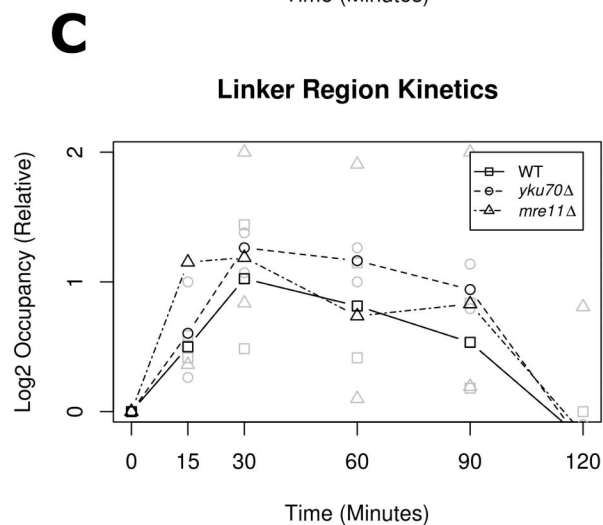 Time (Minutes)
C
Linker Region Kinetics
Log2 Occupancy (Relative)
2
1
0
WT
yku70Δ
mre11Δ
0 15 30 60 90 120
Time (Minutes)